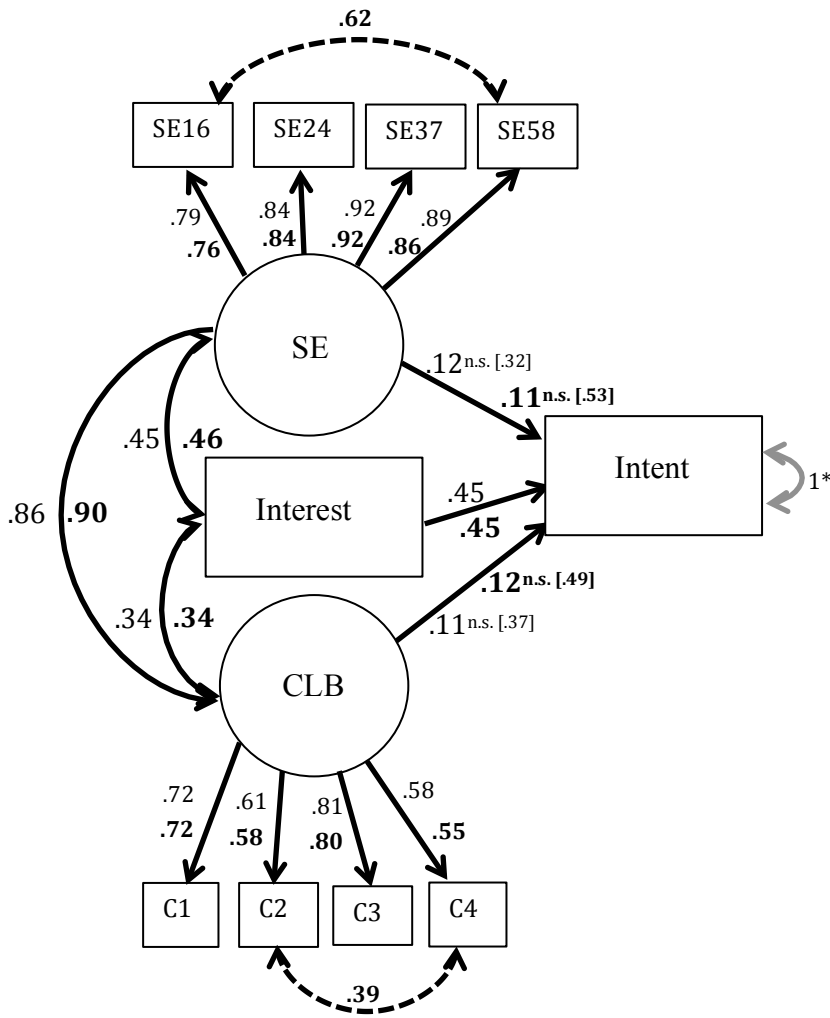 .62
SE16 SE24 SE37 SE58
.79 .84 .92 .89
.76 .84 .92 .86
SE
.12n.s. [.32]
.11n.s. [.53]
Intent
1*
.45 .46
Interest
.45
.45
.86 .90
.34 .34
.12n.s. [.49]
.11n.s. [.37]
CLB
.72 .61 .81 .58
.72 .58 .80 .55
C1 C2 C3 C4
.39